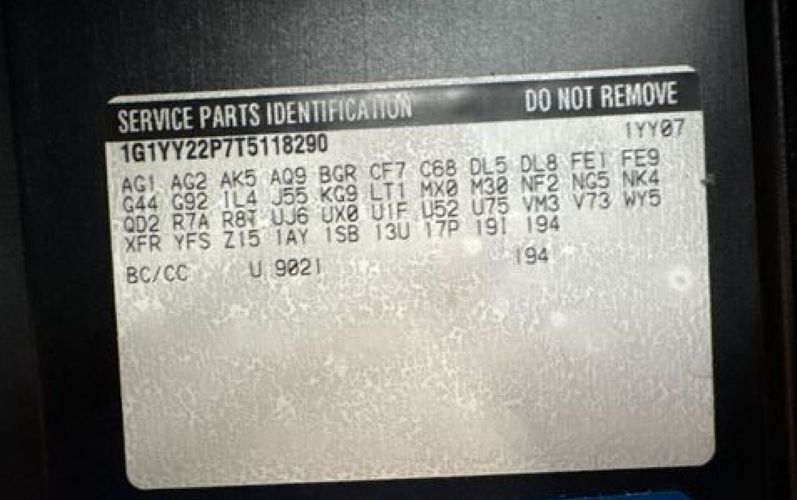 SERVICE PARTS IDENTIFICATION DO NOT REMOVE
1G1YY22P7T5118290 1YY07
AG1 AG2 AK5 AQ9 BGR CF7 C68 DL5 DL8 FE1 FE9
G44 G92 1L4 J55 KG9 LT1 MX0 M30 NF2 NG5 NK4
QD2 R7A R8T UJ6 UX0 U1F U52 U75 VM3 V73 WY5
XFR YFS Z15 1AY 1SB 13U 17P 19I 194
BC/CC U 9021 194